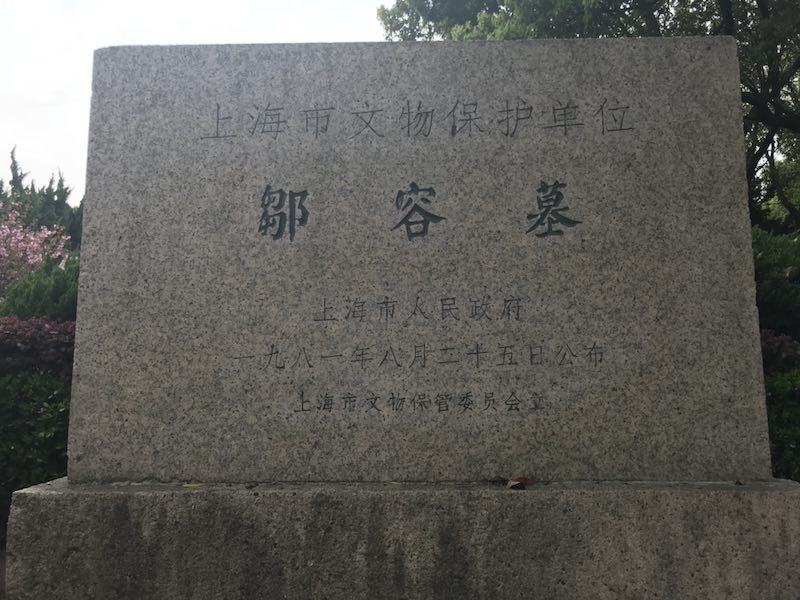 上海市文物保护单位
鄒容墓
上海市人民政府
一九八一年八月二十五日公布
上海市文物保管委员会立